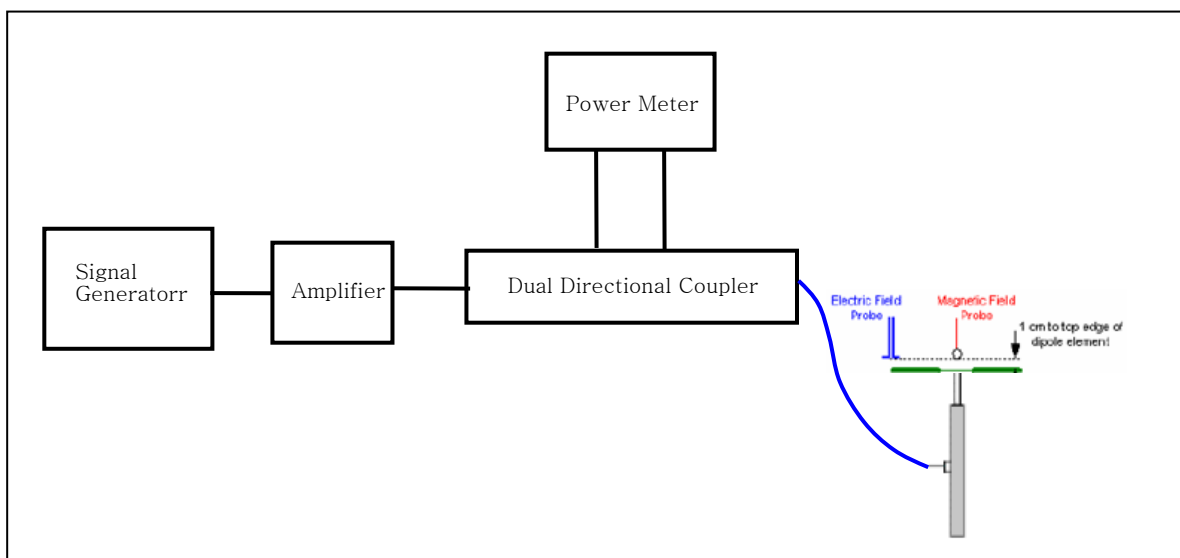 Power Meter
Signal
Generatorr
Amplifier
Dual Directional Coupler
Electric Field
Probe
Magnetic Field
Probe
1 cm to top edge of
dipole element